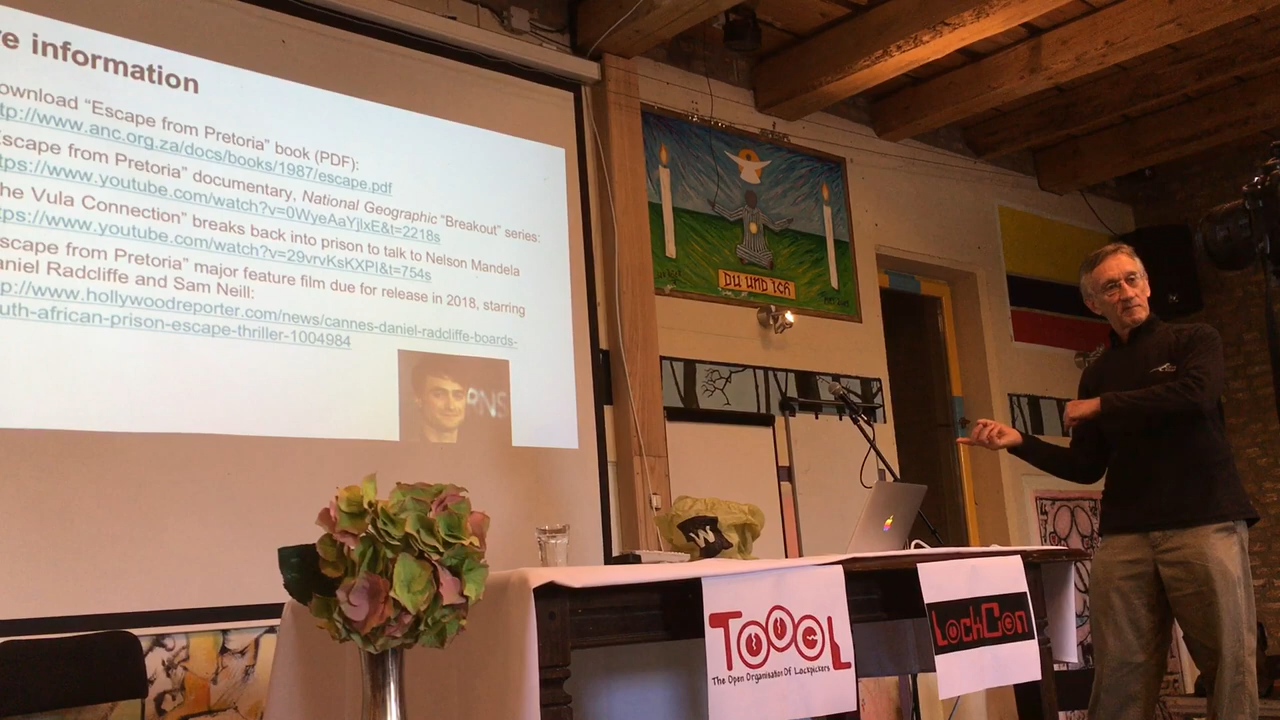 re information
ownload “Escape from Pretoria” book (PDF):
tp://www.anc.org.za/docs/books/1987/escape.pdf
Escape from Pretoria” documentary, National Geographic “Breakout” series:
tps://www.youtube.com/watch?v=0WyeAaYjlxE&t=2218s
he Vula Connection” breaks back into prison to talk to Nelson Mandela
tps://www.youtube.com/watch?v=29vrvKsKXPI&t=754s
scape from Pretoria” major feature film due for release in 2018, starring
aniel Radcliffe and Sam Neill:
tp://www.hollywoodreporter.com/news/cannes-daniel-radcliffe-boards-
uth-african-prison-escape-thriller-1004984
RNS
DU UND ICH
W
TOOOL
The Open Organisation Of Lockpickers
LockCon